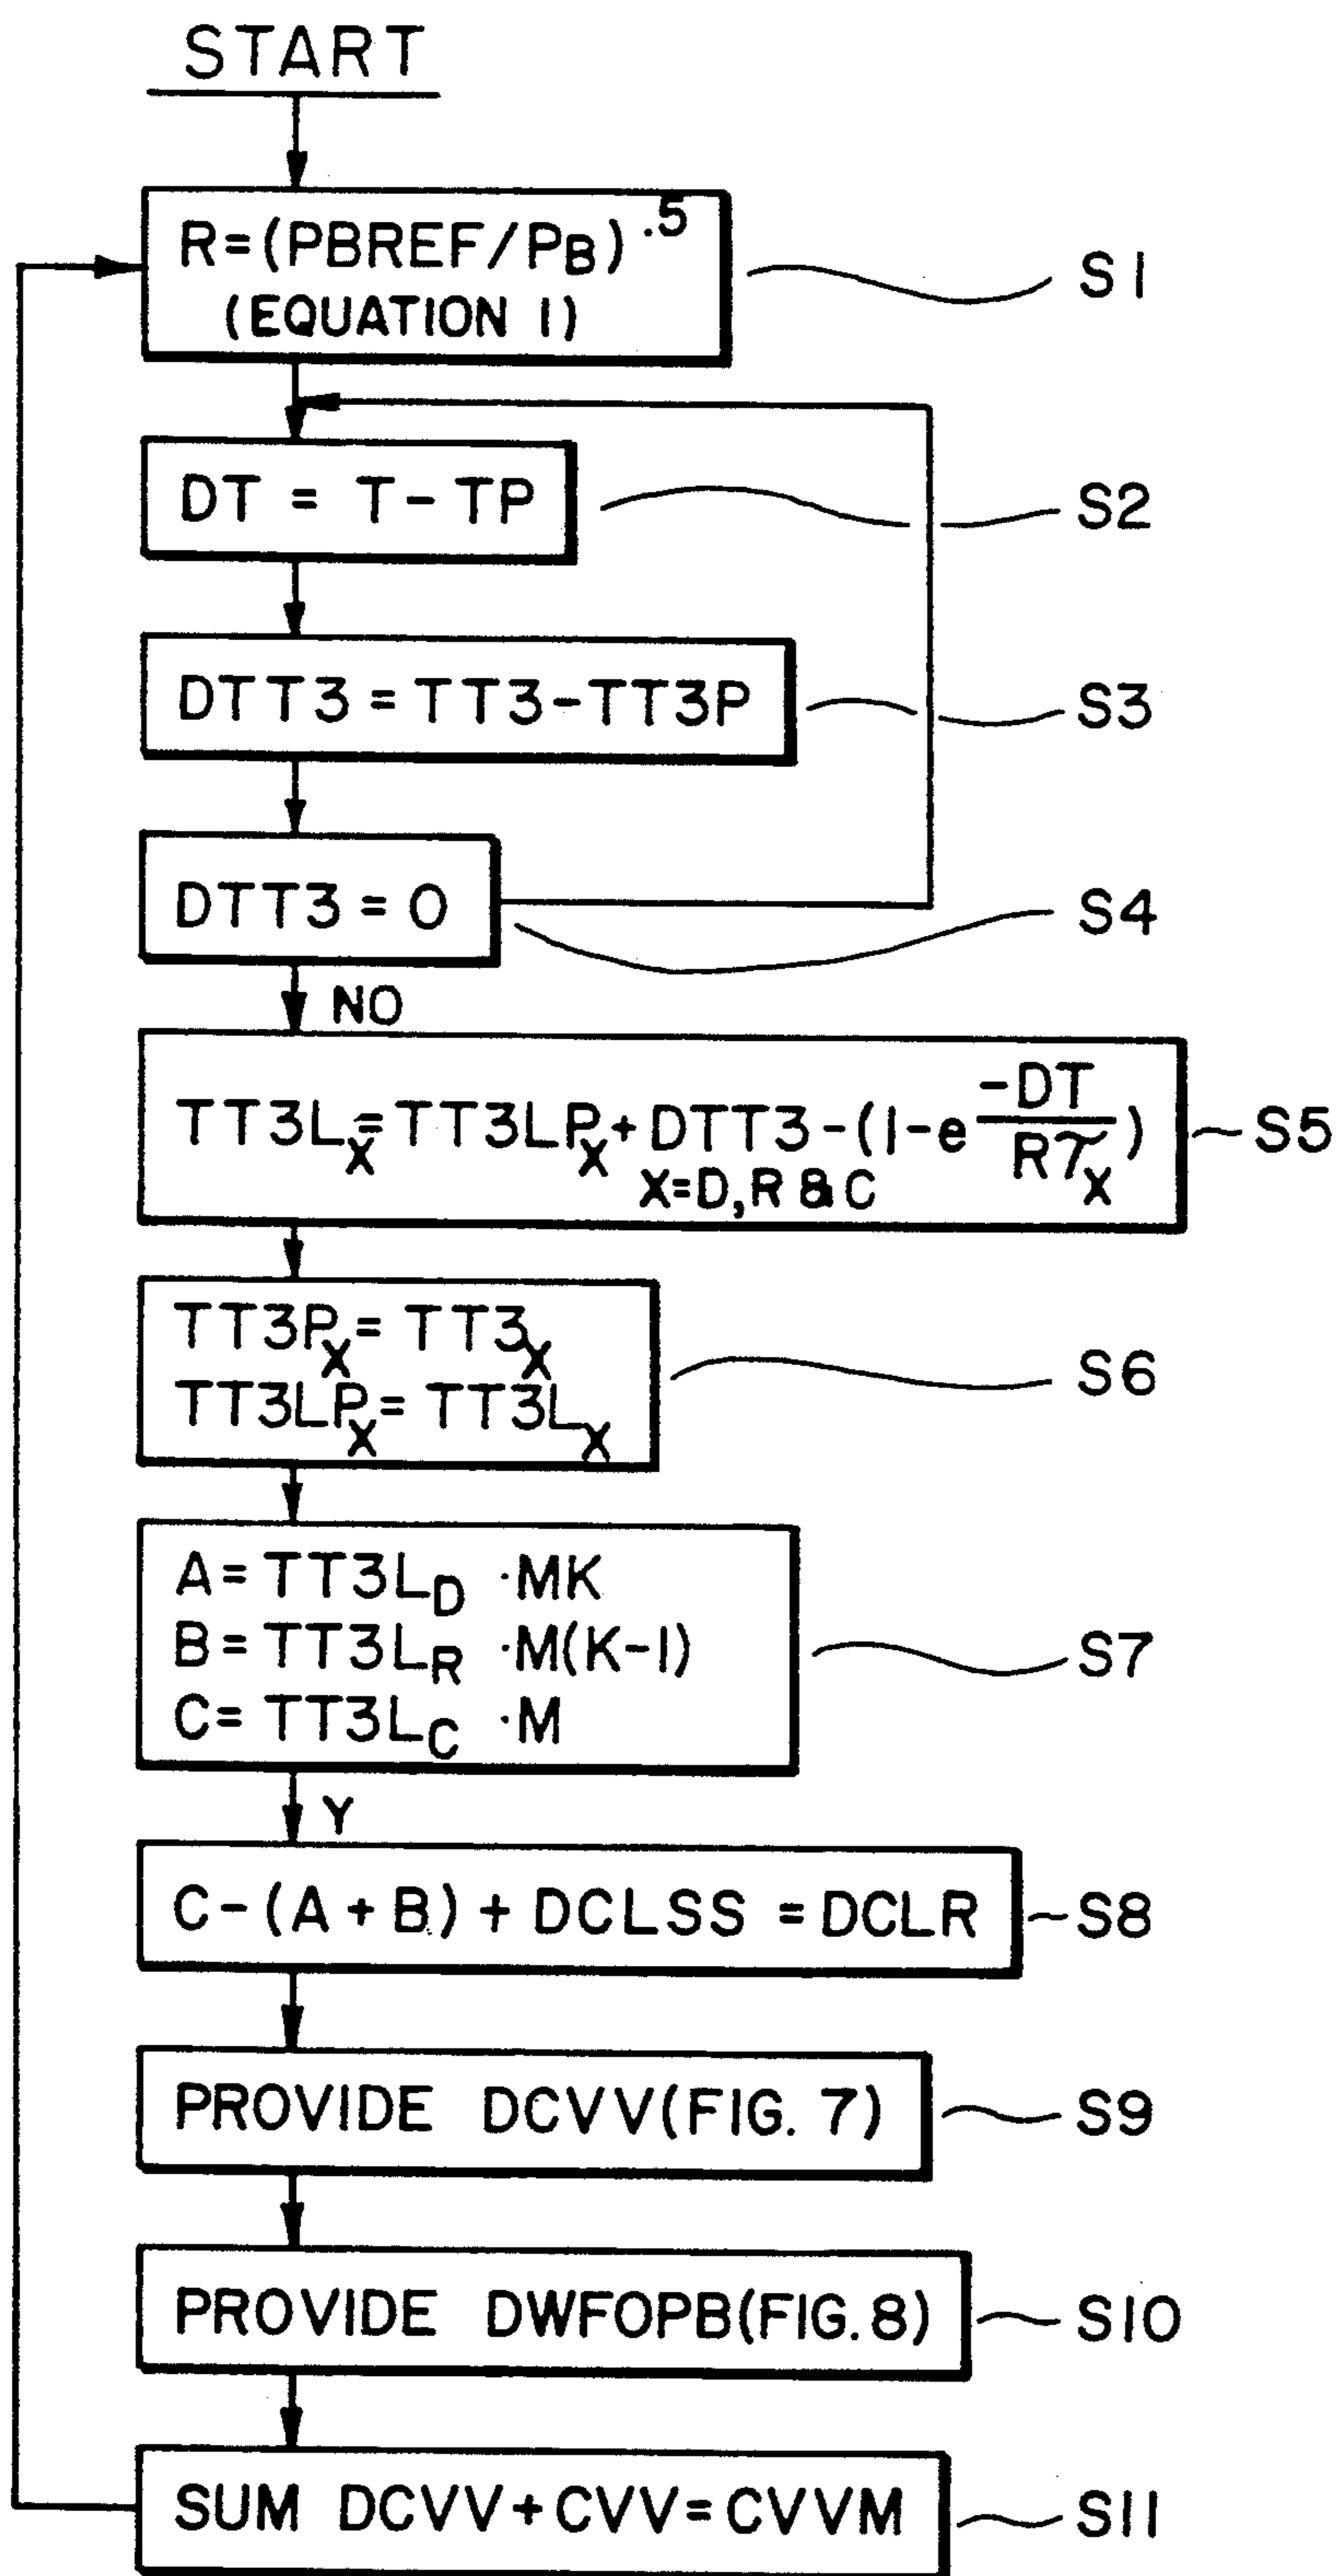 START
R=(PBREF/PB).5
(EQUATION 1)
S1
DT = T-TP
S2
DTT3=TT3-TT3P
S3
DTT3=0
S4
NO
TT3Lx=TT3LPx+DTT3-(1-e -DT/Rτx)
X=D,R&C
S5
TT3Px=TT3x
TT3LPx=TT3Lx
S6
A=TT3LD ·MK
B=TT3LR ·M(K-1)
C=TT3LC ·M
S7
Y
C-(A+B)+DCLSS=DCLR
S8
PROVIDE DCVV(FIG. 7)
S9
PROVIDE DWFOPB(FIG.8)
S10
SUM DCVV+CVV=CVVM
S11